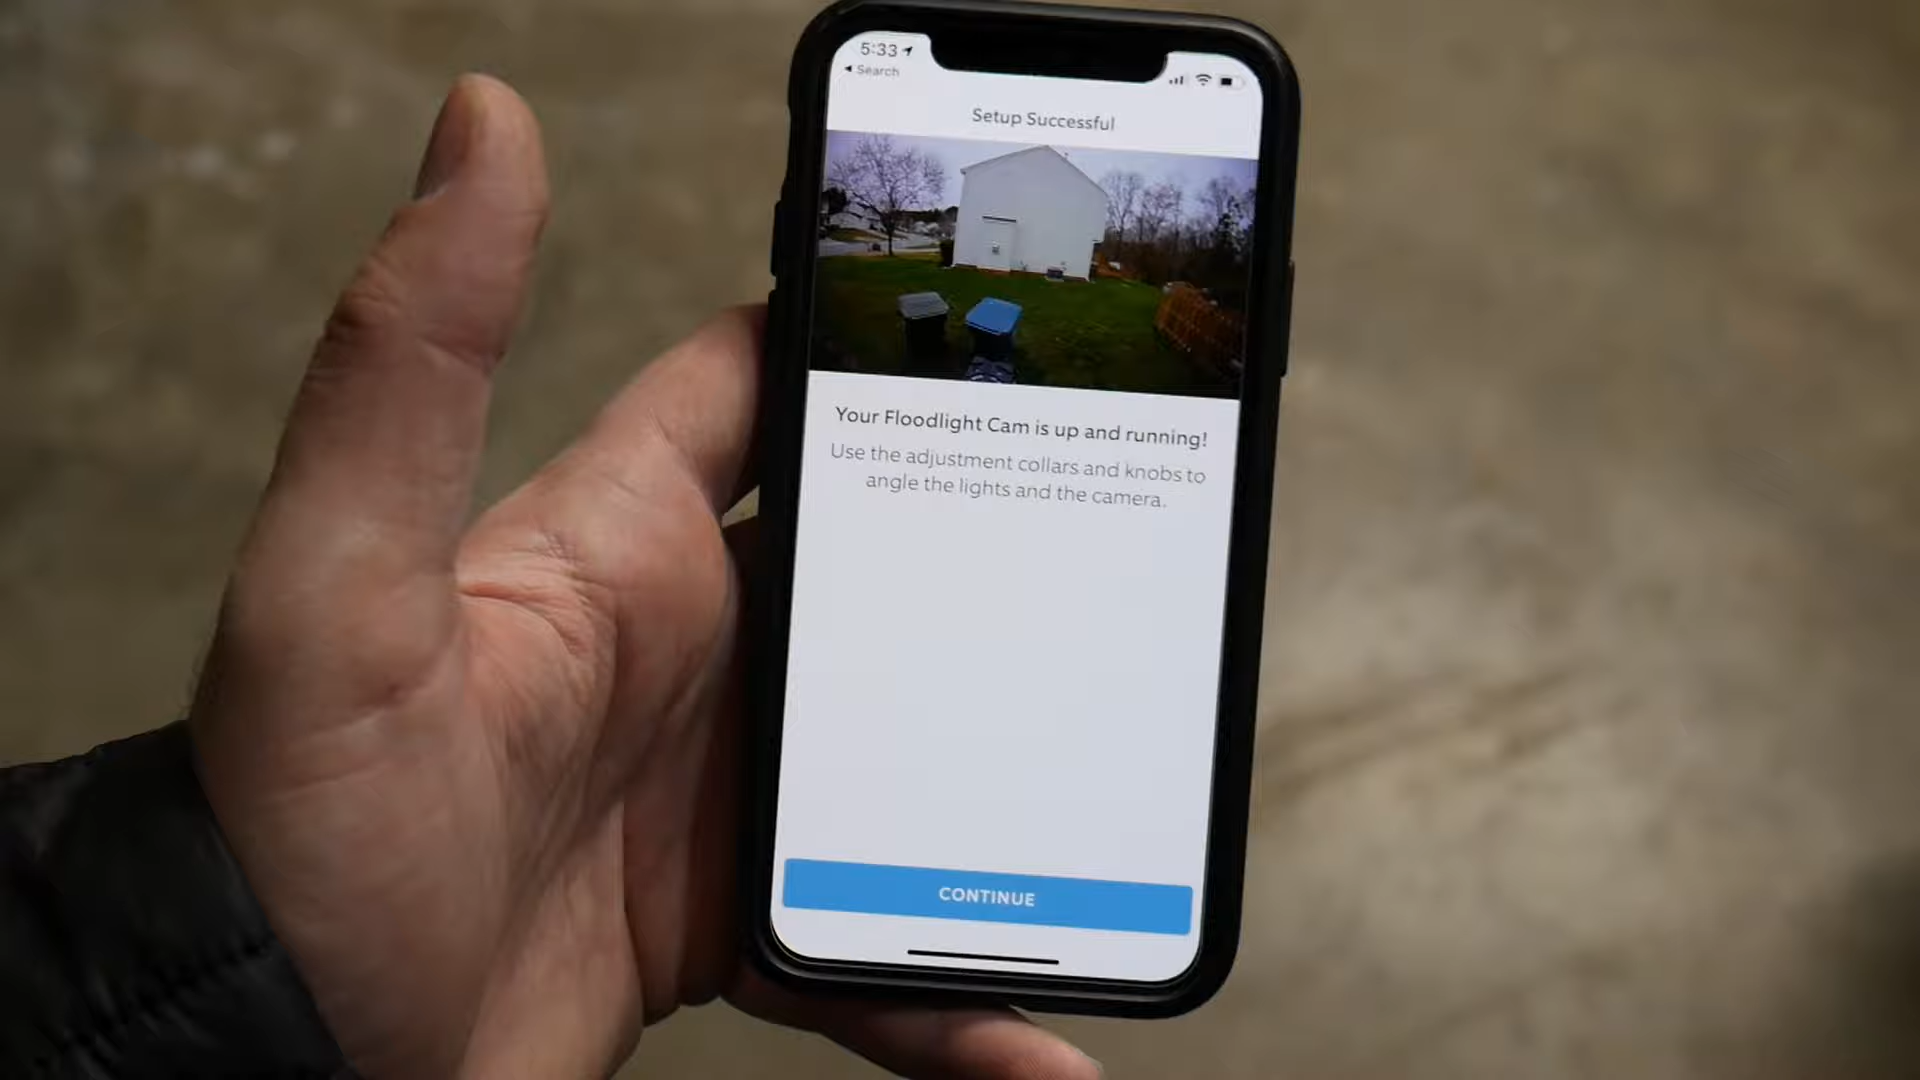 5:33
Search
Setup Successful
Your Floodlight Cam is up and running!
Use the adjustment collars and knobs to
angle the lights and the camera.
CONTINUE